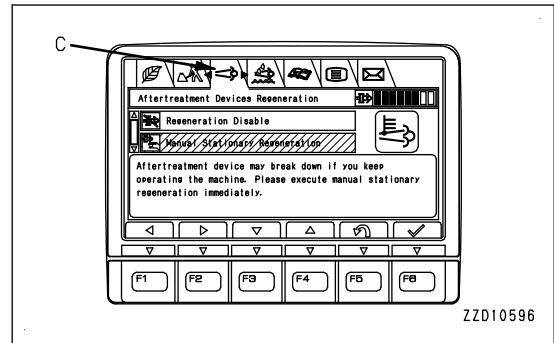 C
Aftertreatment Devices Regeneration
Regeneration Disable
Manual Stationary Regeneration
Aftertreatment device may break down if you keep
operating the machine. Please execute manual stationary
regeneration immediately.
F1 F2 F3 F4 F5 F6
ZZD10596